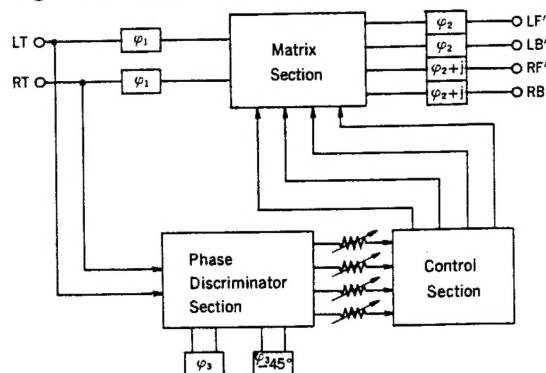 LT
φ₁
RT
φ₁
Matrix
Section
φ₂
φ₂
φ₂+j
φ₂+j
LF'
LB'
RF'
RB'
Phase
Discriminator
Section
Control
Section
φ₃
φ₃-45°